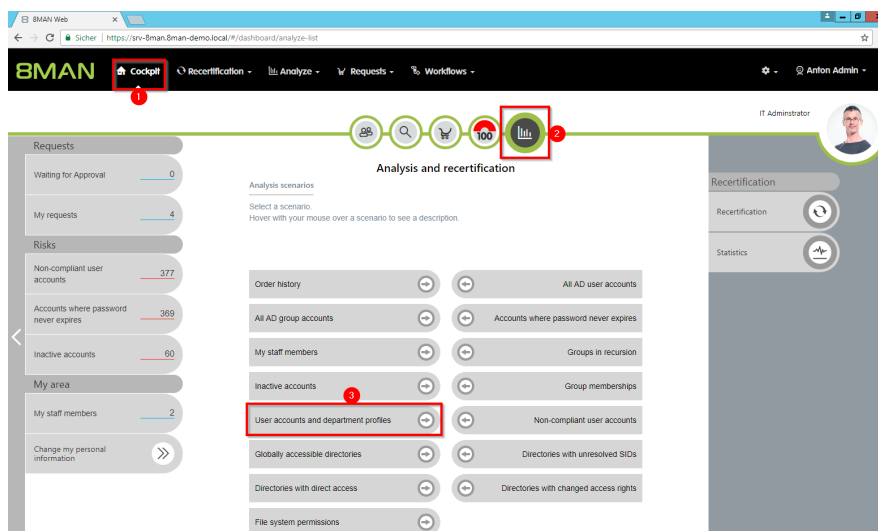 8MAN Web
Sicher
https://srv-8man.8man-demo.local/#/dashboard/analyze-list
8MAN
Cockpit
Recertification
Analyze
Requests
Workflows
Anton Admin
1
IT Adminstrator
100
2
Requests
Waiting for Approval
0
My requests
4
Risks
Non-compliant user
accounts
377
Accounts where password
never expires
369
Inactive accounts
60
My area
My staff members
2
Change my personal
information
Analysis and recertification
Analysis scenarios
Select a scenario.
Hover with your mouse over a scenario to see a description.
Order history
All AD user accounts
All AD group accounts
Accounts where password never expires
My staff members
Groups in recursion
Inactive accounts
Group memberships
3
User accounts and department profiles
Non-compliant user accounts
Globally accessible directories
Directories with unresolved SIDs
Directories with direct access
Directories with changed access rights
File system permissions
Recertification
Recertification
Statistics